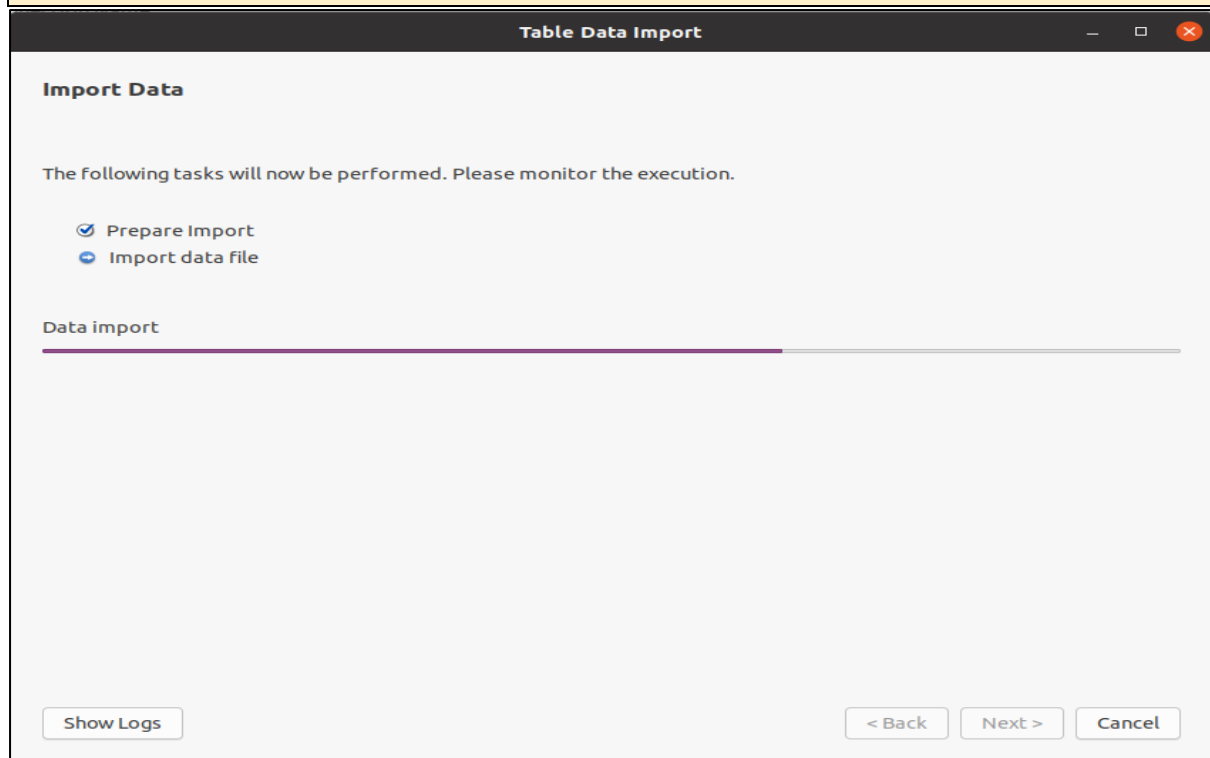 Table Data Import
Import Data
The following tasks will now be performed. Please monitor the execution.
Prepare Import
Import data file
Data import
Show Logs
< Back
Next >
Cancel